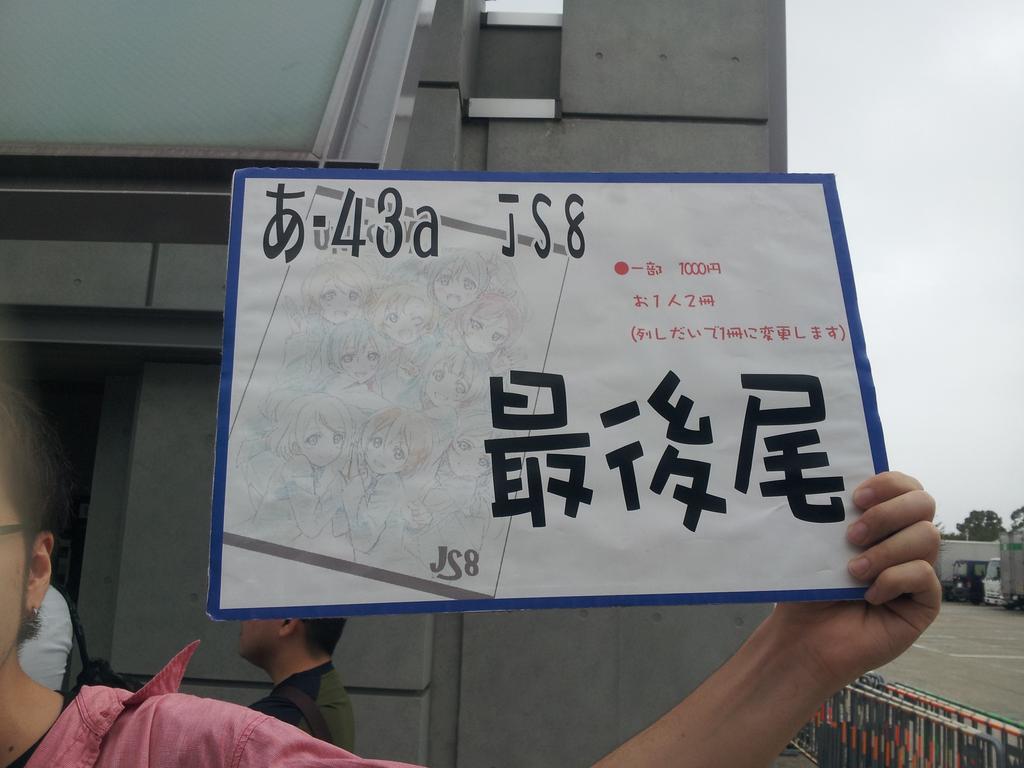 あ-43a JS8
●一部 1000円
お1人2冊
(列しだいで1冊に変更します)
最後尾
JS8